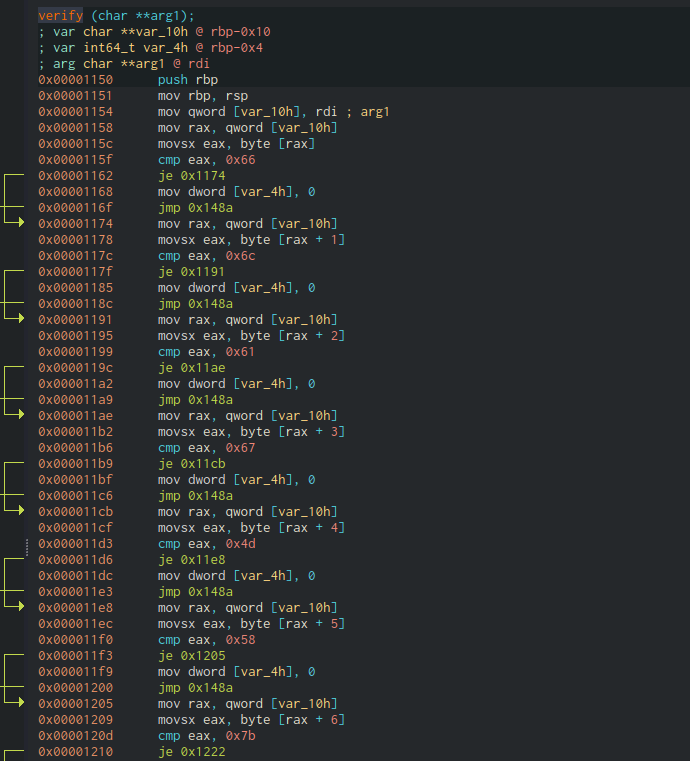 verify (char **arg1);
; var char **var_10h @ rbp-0x10
; var int64_t var_4h @ rbp-0x4
; arg char **arg1 @ rdi
0x00001150 push rbp
0x00001151 mov rbp, rsp
0x00001154 mov qword [var_10h], rdi ; arg1
0x00001158 mov rax, qword [var_10h]
0x0000115c movsx eax, byte [rax]
0x0000115f cmp eax, 0x66
0x00001162 je 0x1174
0x00001168 mov dword [var_4h], 0
0x0000116f jmp 0x148a
0x00001174 mov rax, qword [var_10h]
0x00001178 movsx eax, byte [rax + 1]
0x0000117c cmp eax, 0x6c
0x0000117f je 0x1191
0x00001185 mov dword [var_4h], 0
0x0000118c jmp 0x148a
0x00001191 mov rax, qword [var_10h]
0x00001195 movsx eax, byte [rax + 2]
0x00001199 cmp eax, 0x61
0x0000119c je 0x11ae
0x000011a2 mov dword [var_4h], 0
0x000011a9 jmp 0x148a
0x000011ae mov rax, qword [var_10h]
0x000011b2 movsx eax, byte [rax + 3]
0x000011b6 cmp eax, 0x67
0x000011b9 je 0x11cb
0x000011bf mov dword [var_4h], 0
0x000011c6 jmp 0x148a
0x000011cb mov rax, qword [var_10h]
0x000011cf movsx eax, byte [rax + 4]
0x000011d3 cmp eax, 0x4d
0x000011d6 je 0x11e8
0x000011dc mov dword [var_4h], 0
0x000011e3 jmp 0x148a
0x000011e8 mov rax, qword [var_10h]
0x000011ec movsx eax, byte [rax + 5]
0x000011f0 cmp eax, 0x58
0x000011f3 je 0x1205
0x000011f9 mov dword [var_4h], 0
0x00001200 jmp 0x148a
0x00001205 mov rax, qword [var_10h]
0x00001209 movsx eax, byte [rax + 6]
0x0000120d cmp eax, 0x7b
0x00001210 je 0x1222